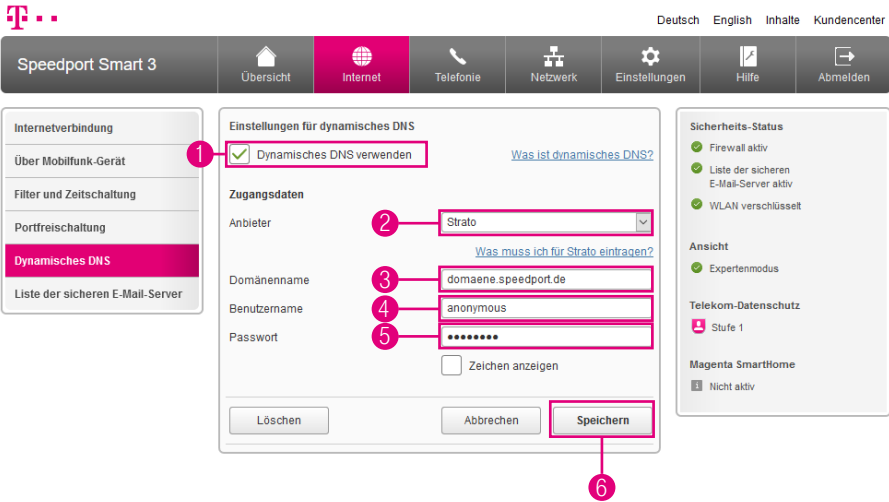 T
Deutsch English Inhalte Kundencenter
Speedport Smart 3
Übersicht
Internet
Telefonie
Netzwerk
Einstellungen
Hilfe
Abmelden
Internetverbindung
Über Mobilfunk-Gerät
Filter und Zeitschaltung
Portfreischaltung
Dynamisches DNS
Liste der sicheren E-Mail-Server
Einstellungen für dynamisches DNS
1 Dynamisches DNS verwenden
Was ist dynamisches DNS?
Zugangsdaten
Anbieter 2 Strato
Was muss ich für Strato eintragen?
Domänenname 3 domaene.speedport.de
Benutzername 4 anonymous
Passwort 5 ●●●●●●●●
Zeichen anzeigen
Löschen
Abbrechen
Speichern
6
Sicherheits-Status
Firewall aktiv
Liste der sicheren
E-Mail-Server aktiv
WLAN verschlüsselt
Ansicht
Expertenmodus
Telekom-Datenschutz
Stufe 1
Magenta SmartHome
Nicht aktiv